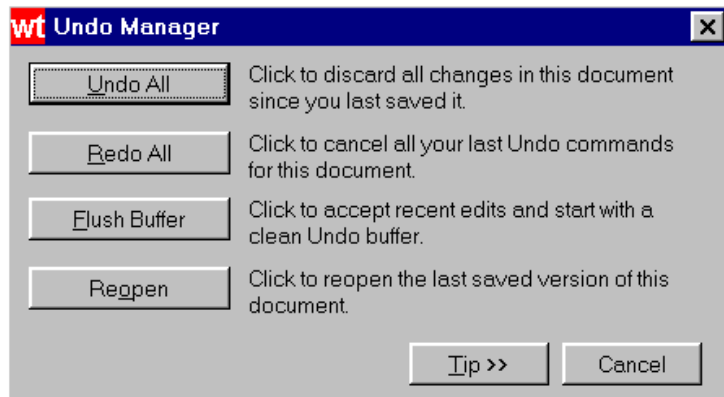 wt Undo Manager
Undo All
Click to discard all changes in this document
since you last saved it.
Redo All
Click to cancel all your last Undo commands
for this document.
Flush Buffer
Click to accept recent edits and start with a
clean Undo buffer.
Reopen
Click to reopen the last saved version of this
document.
Tip >>
Cancel